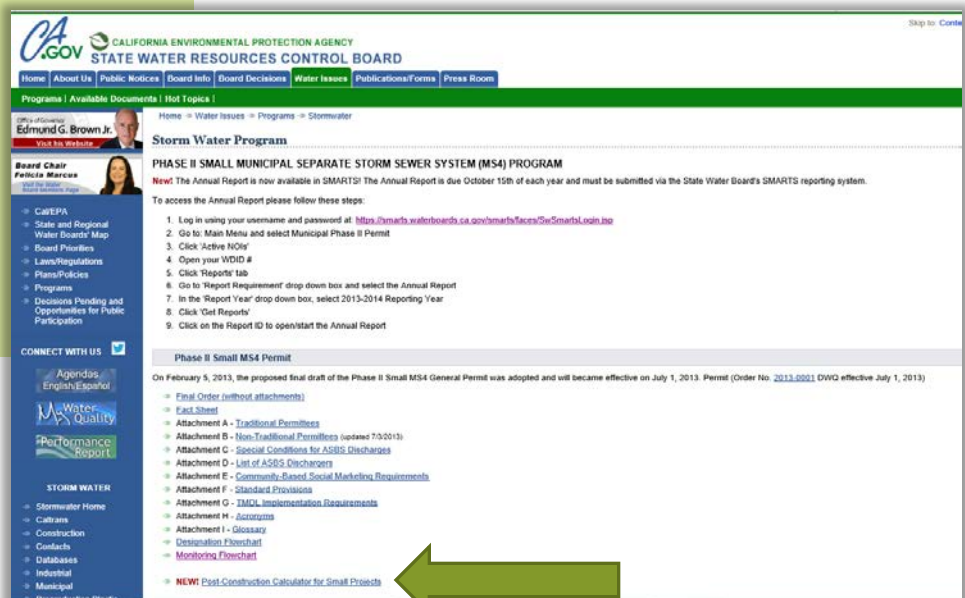 Skip to: Conte
CA.GOV
CALIFORNIA ENVIRONMENTAL PROTECTION AGENCY
STATE WATER RESOURCES CONTROL BOARD
Home About Us Public Notices Board Info Board Decisions Water Issues Publications/Forms Press Room
Programs | Available Documents | Hot Topics |
Office of Governor
Edmund G. Brown Jr.
Visit his Website
Board Chair
Felicia Marcus
Visit the Water Board Members Page
Cal/EPA
State and Regional
Water Boards' Map
Board Priorities
Laws/Regulations
Plans/Policies
Programs
Decisions Pending and
Opportunities for Public
Participation
CONNECT WITH US
Agendas
English/Español
My Water
Quality
Performance
Report
STORM WATER
Stormwater Home
Caltrans
Construction
Contacts
Databases
Industrial
Municipal
Home → Water Issues → Programs → Stormwater
Storm Water Program
PHASE II SMALL MUNICIPAL SEPARATE STORM SEWER SYSTEM (MS4) PROGRAM
New! The Annual Report is now available in SMARTS! The Annual Report is due October 15th of each year and must be submitted via the State Water Board's SMARTS reporting system.
To access the Annual Report please follow these steps:
1. Log in using your username and password at: https://smarts.waterboards.ca.gov/smarts/faces/SwSmartsLogin.jsp
2. Go to: Main Menu and select Municipal Phase II Permit
3. Click 'Active NOIs'
4. Open your WDID #
5. Click 'Reports' tab
6. Go to 'Report Requirement' drop down box and select the Annual Report
7. In the 'Report Year' drop down box, select 2013-2014 Reporting Year
8. Click 'Get Reports'
9. Click on the Report ID to open/start the Annual Report
Phase II Small MS4 Permit
On February 5, 2013, the proposed final draft of the Phase II Small MS4 General Permit was adopted and will became effective on July 1, 2013. Permit (Order No. 2013-0001 DWQ effective July 1, 2013)
Final Order (without attachments)
Fact Sheet
Attachment A - Traditional Permittees
Attachment B - Non-Traditional Permittees (updated 7/3/2013)
Attachment C - Special Conditions for ASBS Discharges
Attachment D - List of ASBS Dischargers
Attachment E - Community-Based Social Marketing Requirements
Attachment F - Standard Provisions
Attachment G - TMDL Implementation Requirements
Attachment H - Acronyms
Attachment I - Glossary
Designation Flowchart
Monitoring Flowchart
NEW! Post-Construction Calculator for Small Projects